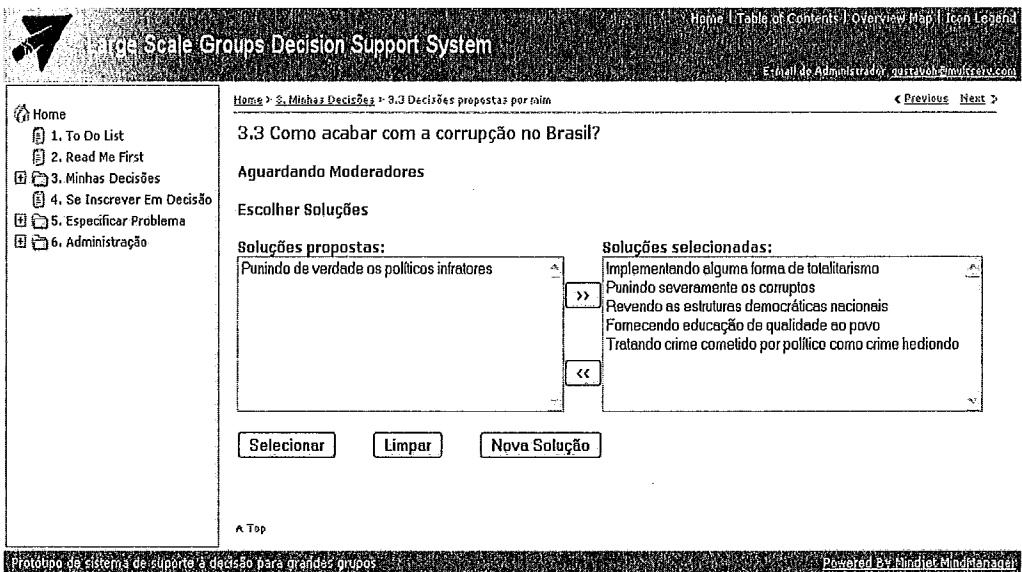 Home | Table of Contents | Overview Map | Icon Legend
Large Scale Groups Decision Support System
E-mail do Administrador:
Home > 3. Minhas Decisões > 3.3 Decisões propostas por mim
< Previous Next >
Home
1. To Do List
2. Read Me First
3. Minhas Decisões
4. Se Inscrever Em Decisão
5. Especificar Problema
6. Administração
3.3 Como acabar com a corrupção no Brasil?
Aguardando Moderadores
Escolher Soluções
Soluções propostas:
Punindo de verdade os políticos infratores
>>
<<
Soluções selecionadas:
Implementando alguma forma de totalitarismo
Punindo severamente os corruptos
Revendo as estruturas democráticas nacionais
Fornecendo educação de qualidade ao povo
Tratando crime cometido por político como crime hediondo
Selecionar Limpar Nova Solução
Top
Protótipo de sistema de suporte a decisão para grandes grupos
Powered By Mindjet MindManager